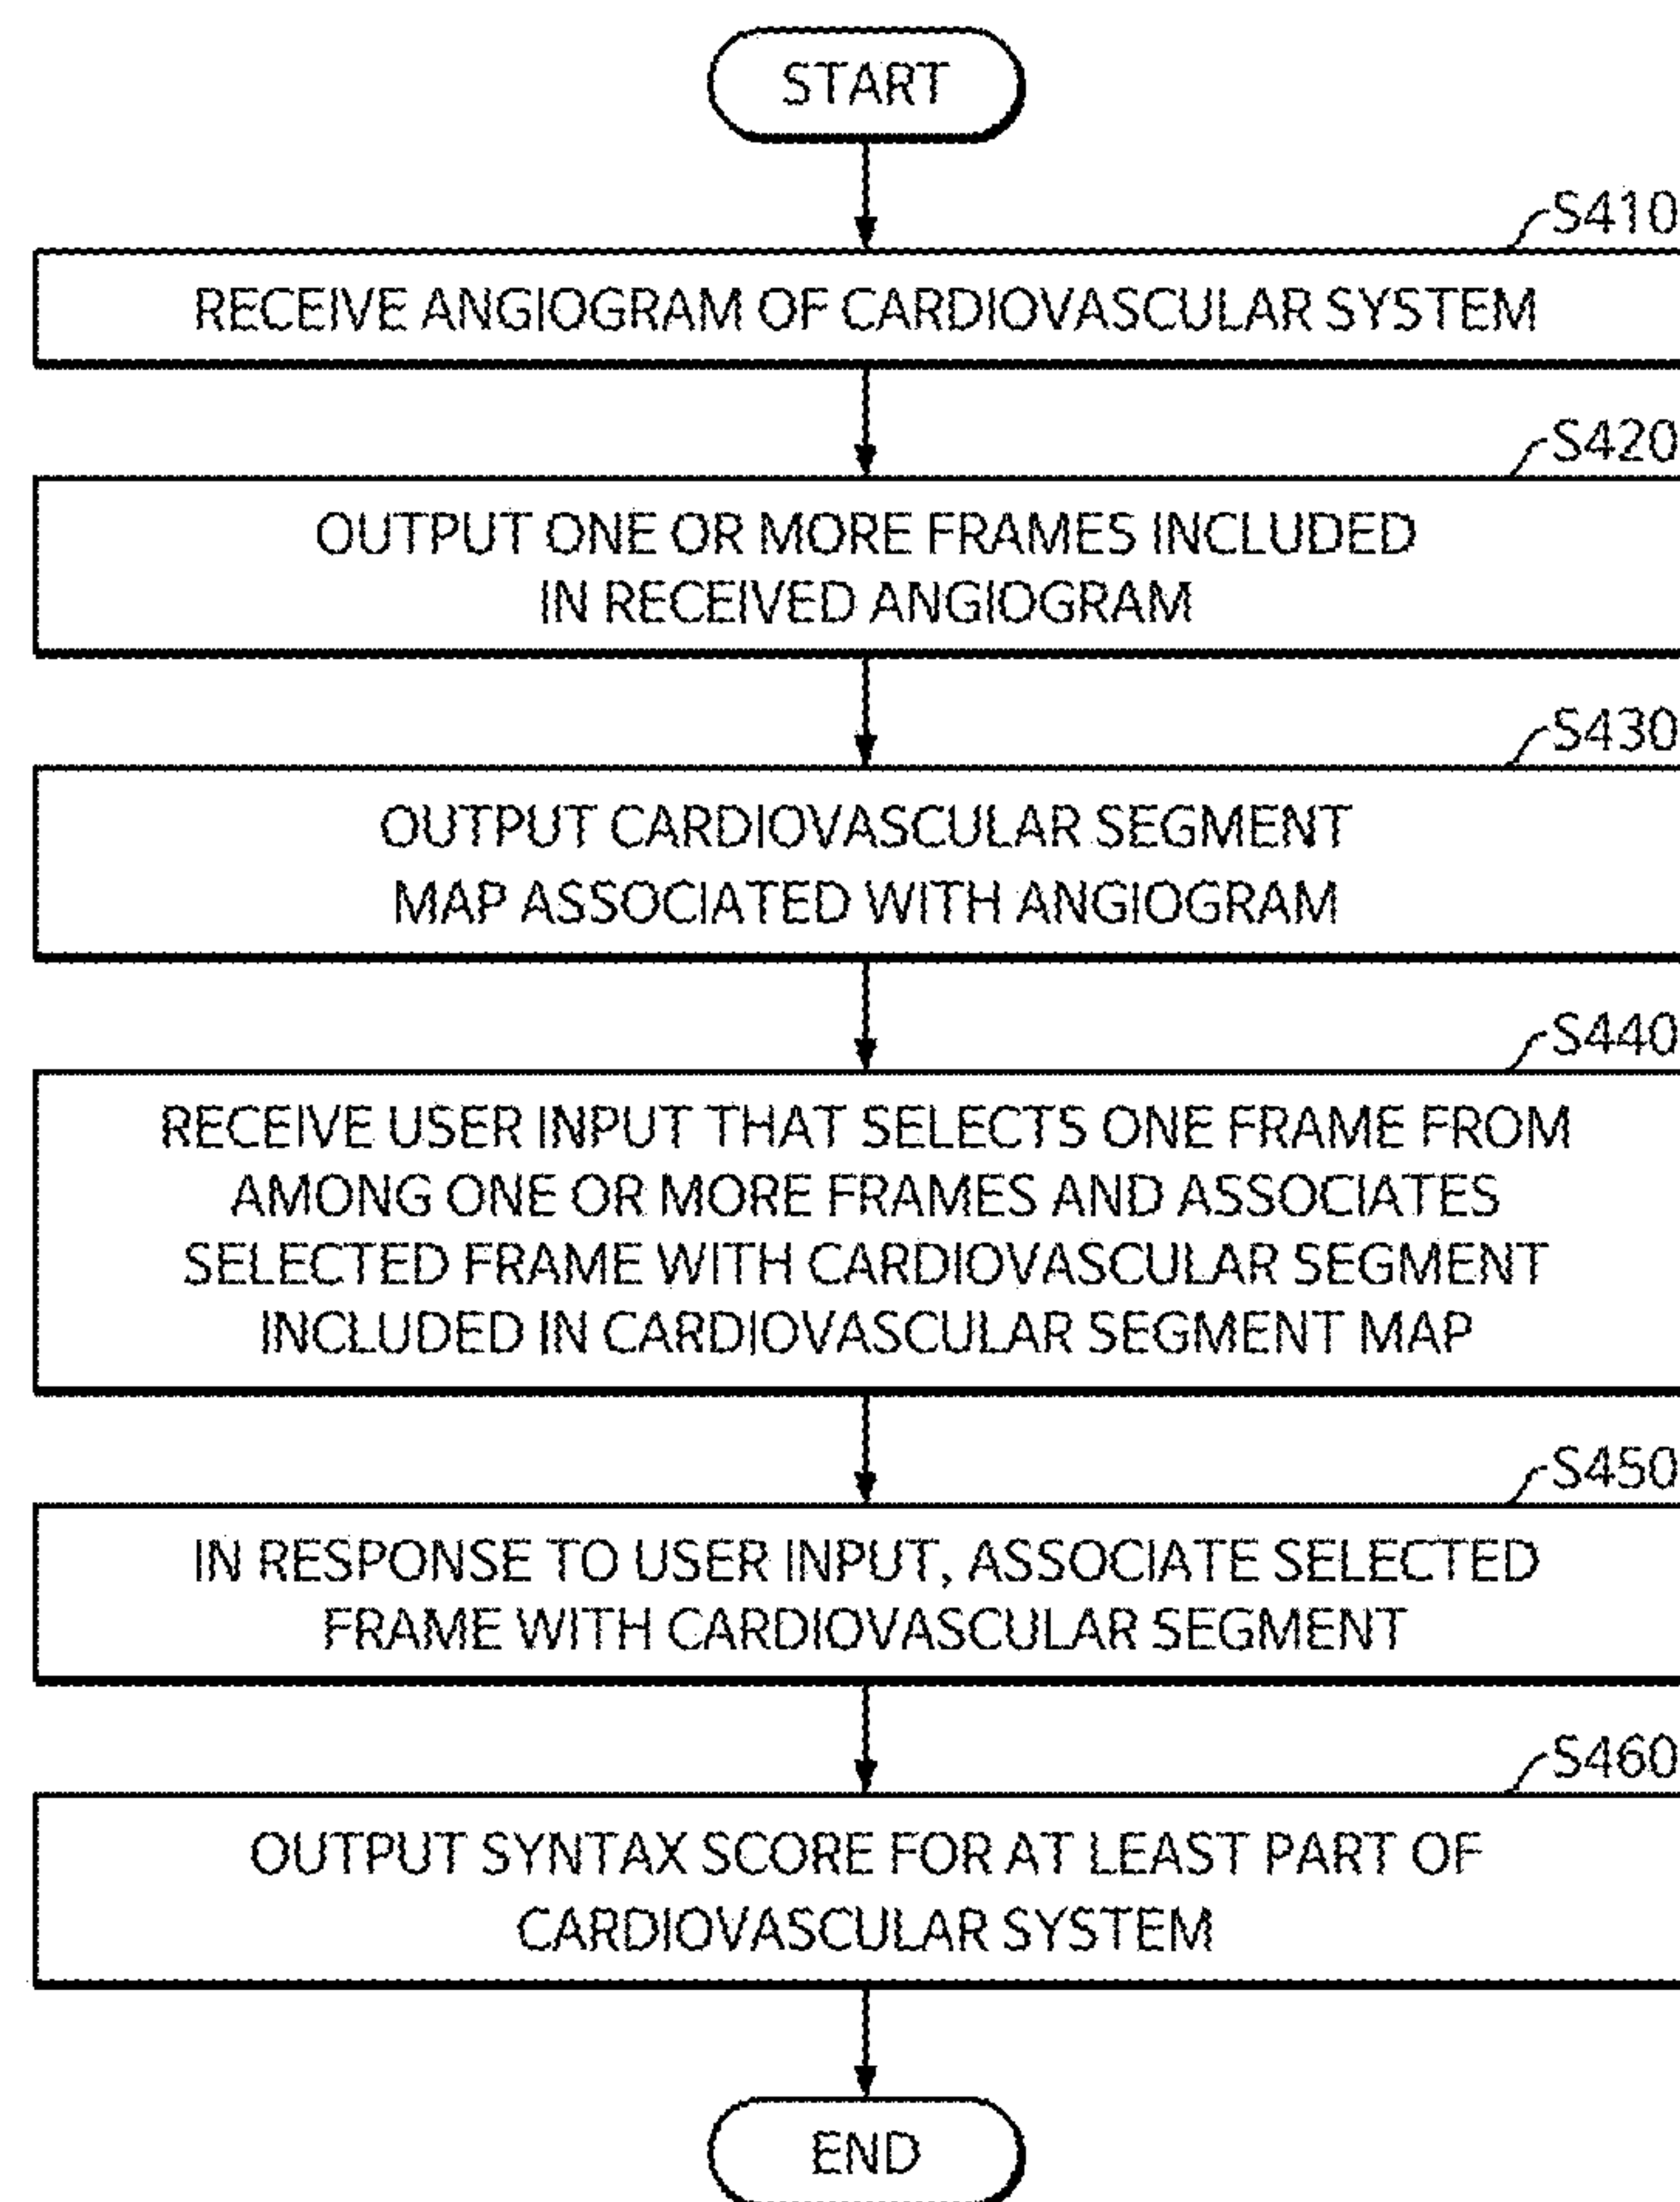 START
S410
RECEIVE ANGIOGRAM OF CARDIOVASCULAR SYSTEM
S420
OUTPUT ONE OR MORE FRAMES INCLUDED
IN RECEIVED ANGIOGRAM
S430
OUTPUT CARDIOVASCULAR SEGMENT
MAP ASSOCIATED WITH ANGIOGRAM
S440
RECEIVE USER INPUT THAT SELECTS ONE FRAME FROM
AMONG ONE OR MORE FRAMES AND ASSOCIATES
SELECTED FRAME WITH CARDIOVASCULAR SEGMENT
INCLUDED IN CARDIOVASCULAR SEGMENT MAP
S450
IN RESPONSE TO USER INPUT, ASSOCIATE SELECTED
FRAME WITH CARDIOVASCULAR SEGMENT
S460
OUTPUT SYNTAX SCORE FOR AT LEAST PART OF
CARDIOVASCULAR SYSTEM
END